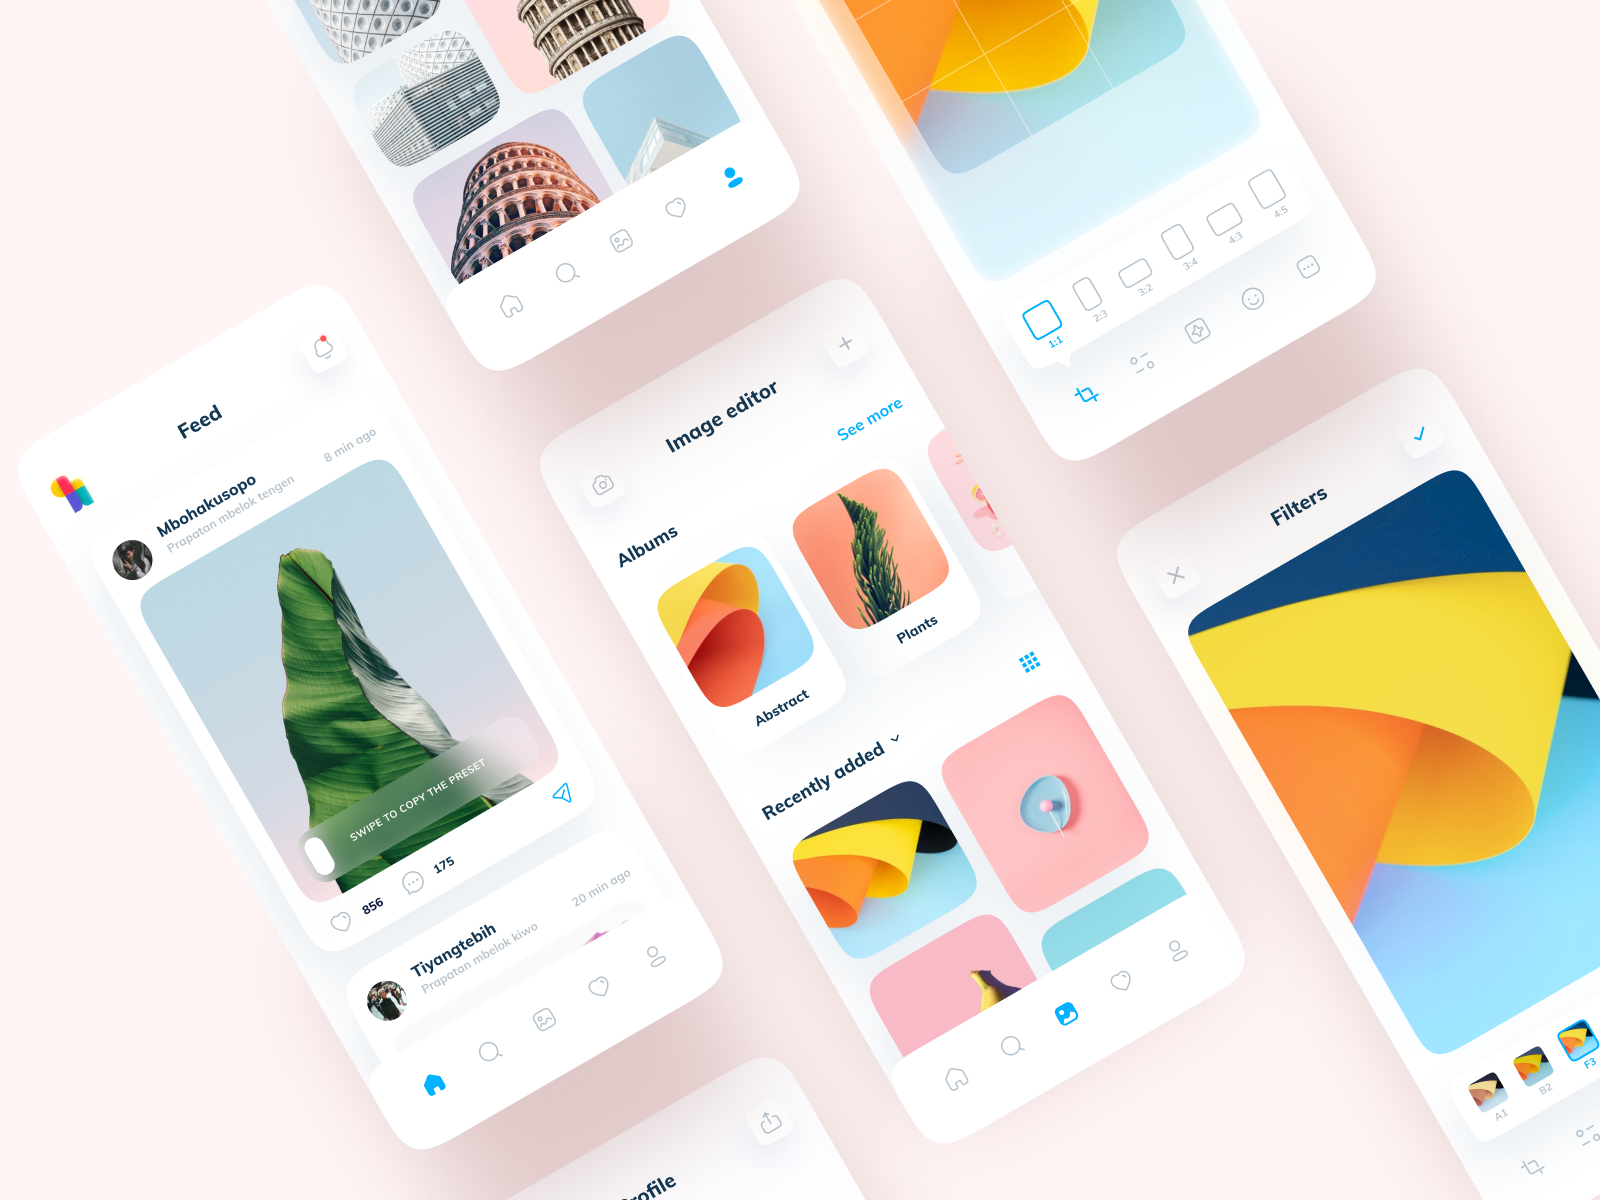 Feed
Mbohakusopo
Prapatan mbelok tengen
8 min ago
SWIPE TO COPY THE PRESET
856
175
Tiyangtebih
Prapatan mbelok kiwo
20 min ago
Image editor
Albums
See more
Abstract
Plants
Recently added
1:1
2:3
3:2
3:4
4:3
4:5
Filters
A1
B2
F3
rofile